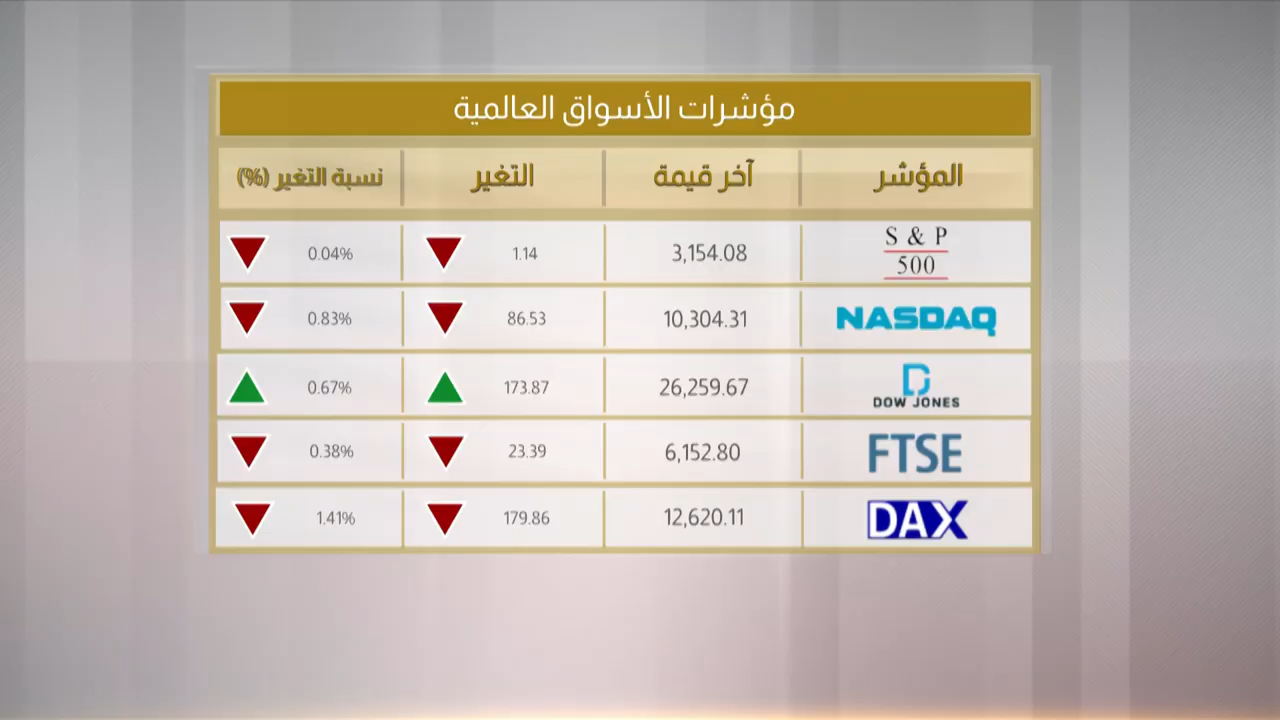 مؤشرات الأسواق العالمية
المؤشر آخر قيمة التغير نسبة التغير (%)
S & P
500 3,154.08 1.14 0.04%
NASDAQ 10,304.31 86.53 0.83%
DOW JONES 26,259.67 173.87 0.67%
FTSE 6,152.80 23.39 0.38%
DAX 12,620.11 179.86 1.41%